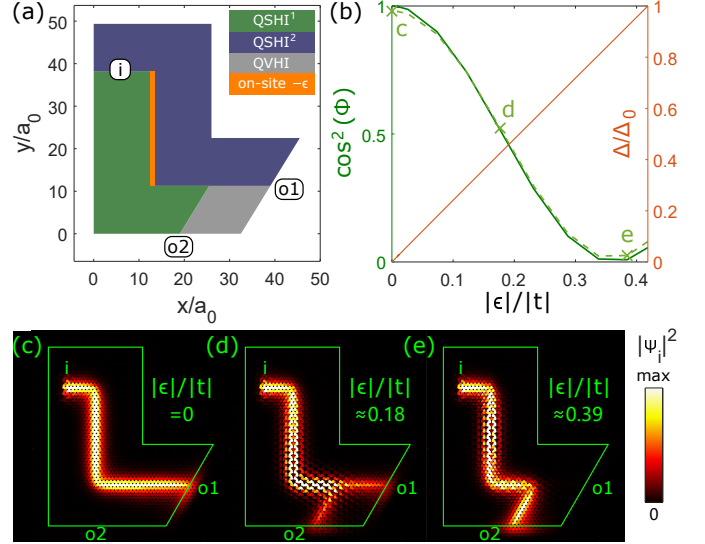 (a)
QSHI¹
QSHI²
QVHI
on-site −ϵ
i
o1
o2
50
40
30
20
10
0
y/a₀
0 10 20 30 40 50
x/a₀
(b)
1
0.5
0
cos²(Φ)
c
d
e
1
0.8
0.6
0.4
0.2
0
Δ/Δ₀
0 0.1 0.2 0.3 0.4
|ϵ|/|t|
(c)
i
|ϵ|/|t|
=0
o1
o2
(d)
i
|ϵ|/|t|
≈0.18
o1
o2
(e)
i
|ϵ|/|t|
≈0.39
o1
o2
|Ψᵢ|²
max
0